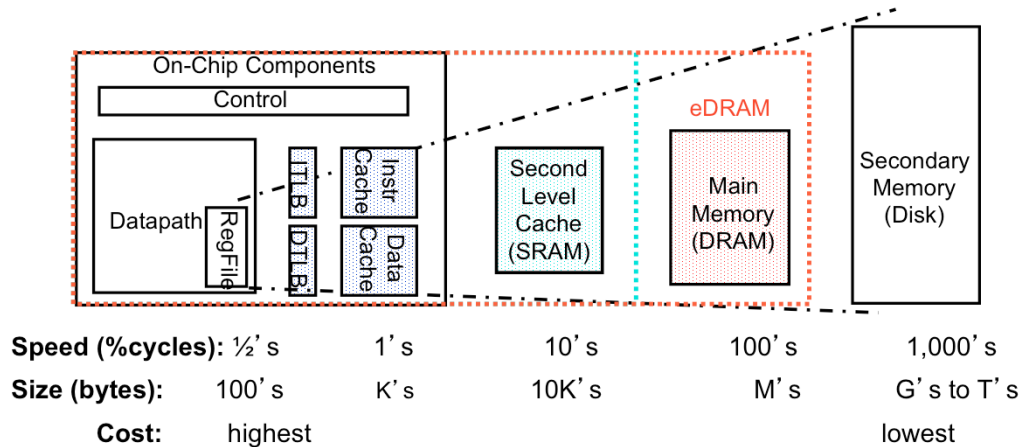 On-Chip Components
Control
eDRAM
Datapath
RegFile
ITLB
DTLB
Instr
Cache
Data
Cache
Second
Level
Cache
(SRAM)
Main
Memory
(DRAM)
Secondary
Memory
(Disk)
Speed (%cycles): ½’s 1’s 10’s 100’s 1,000’s
Size (bytes): 100’s K’s 10K’s M’s G’s to T’s
Cost: highest lowest